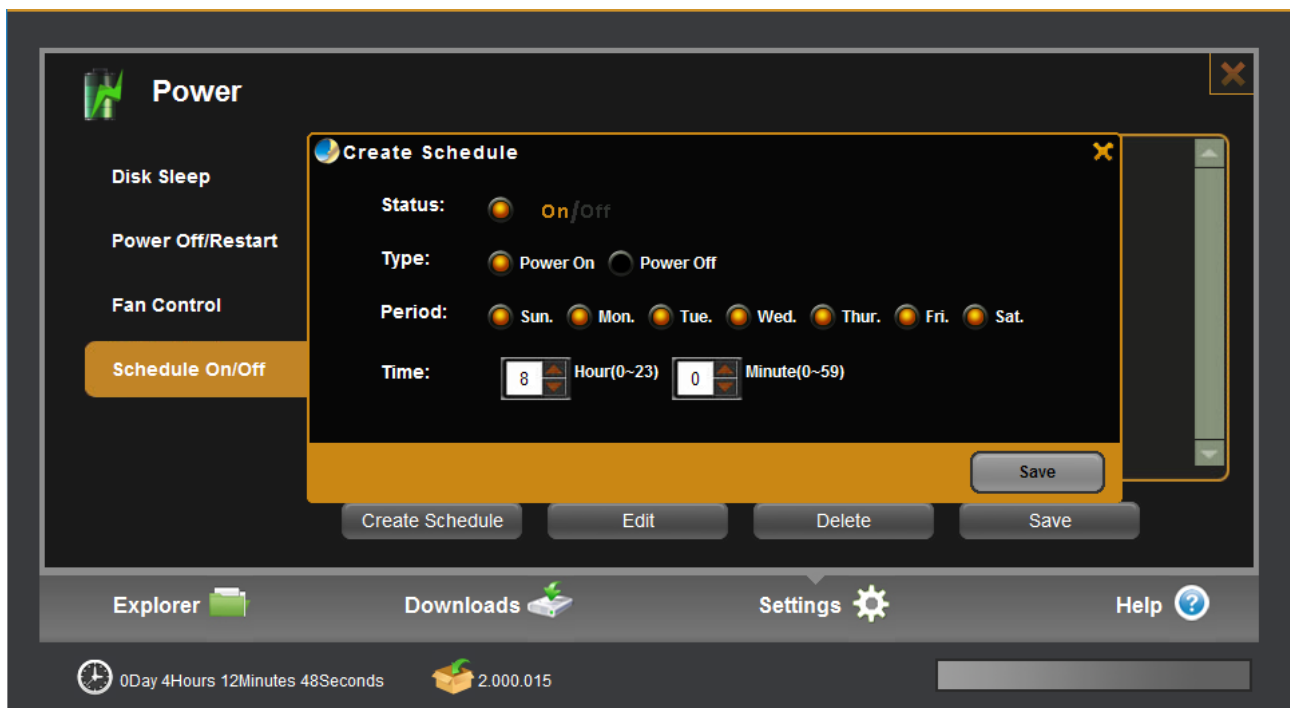 Power
Disk Sleep
Power Off/Restart
Fan Control
Schedule On/Off
Create Schedule
Status: On/Off
Type: Power On Power Off
Period: Sun. Mon. Tue. Wed. Thur. Fri. Sat.
Time: 8 Hour(0~23) 0 Minute(0~59)
Save
Create Schedule Edit Delete Save
Explorer Downloads Settings Help
0Day 4Hours 12Minutes 48Seconds 2.000.015